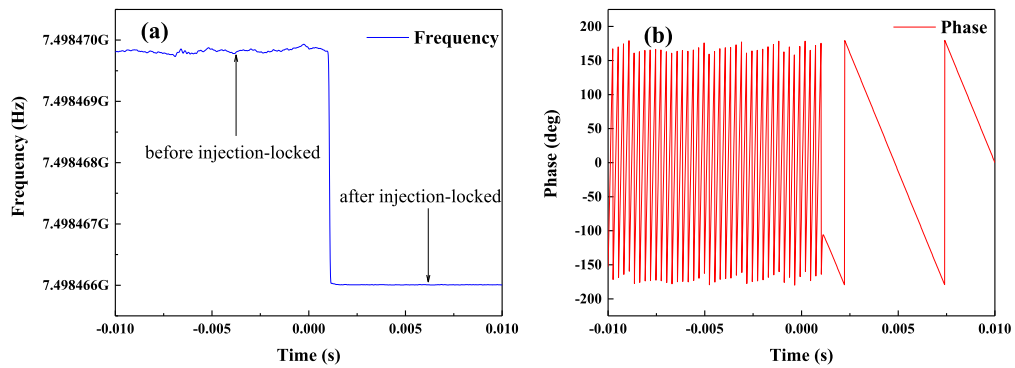 (a)
Frequency
7.498470G
7.498469G
7.498468G
7.498467G
7.498466G
Frequency (Hz)
before injection-locked
after injection-locked
-0.010
-0.005
0.000
0.005
0.010
Time (s)
(b)
Phase
200
150
100
50
0
-50
-100
-150
-200
Phase (deg)
-0.010
-0.005
0.000
0.005
0.010
Time (s)